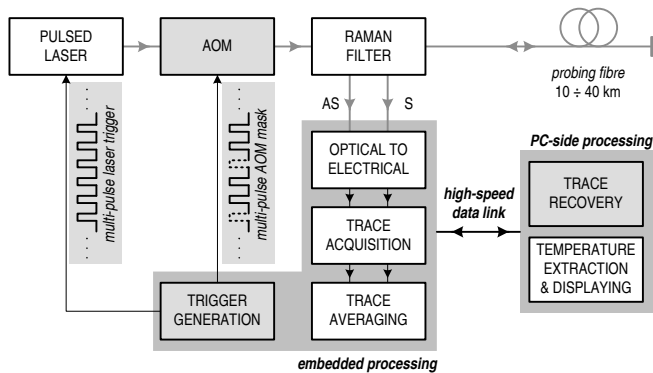 PULSED
LASER
AOM
RAMAN
FILTER
probing fibre
10 ÷ 40 km
AS
S
multi-pulse laser trigger
multi-pulse AOM mask
OPTICAL TO
ELECTRICAL
TRACE
ACQUISITION
TRACE
AVERAGING
TRIGGER
GENERATION
embedded processing
high-speed
data link
PC-side processing
TRACE
RECOVERY
TEMPERATURE
EXTRACTION
& DISPLAYING